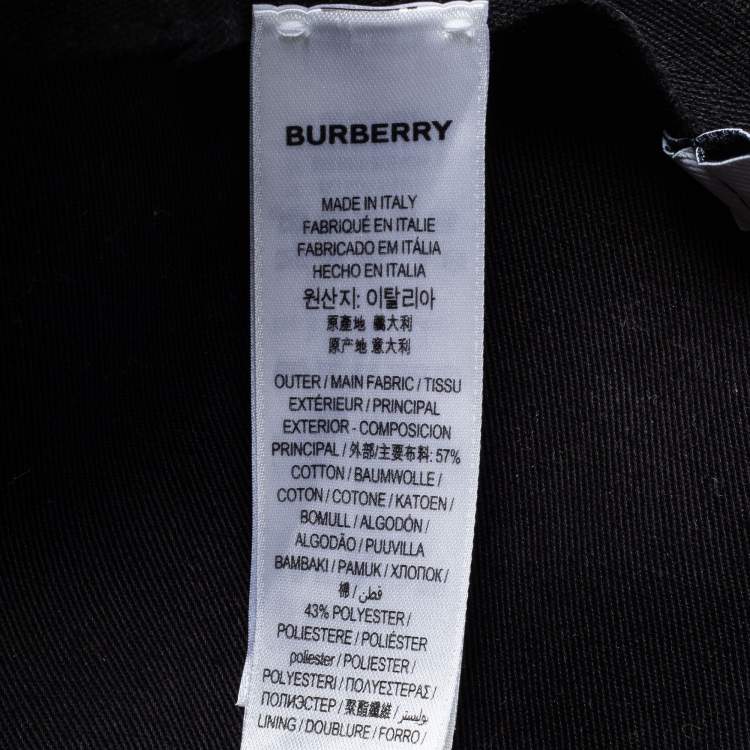 BURBERRY
MADE IN ITALY
FABRIQUÉ EN ITALIE
FABRICADO EM ITÁLIA
HECHO EN ITALIA
원산지: 이탈리아
原產地 義大利
原产地 意大利
OUTER / MAIN FABRIC / TISSU
EXTÉRIEUR / PRINCIPAL
EXTERIOR - COMPOSICION
PRINCIPAL / 外部/主要布料: 57%
COTTON / BAUMWOLLE /
COTON / COTONE / KATOEN /
BOMULL / ALGODÓN /
ALGODÃO / PUUVILLA
BAMBAKI / PAMUK / ХЛОПОК /
棉 / قطن /
43% POLYESTER /
POLIESTERE / POLIÉSTER
poliester / POLIESTER /
POLYESTERI / ΠΟΛΥΕΣΤΕΡΑΣ /
ПОЛИЭСТЕР / 聚酯纖維 / بوليستر /
LINING / DOUBLURE / FORRO /